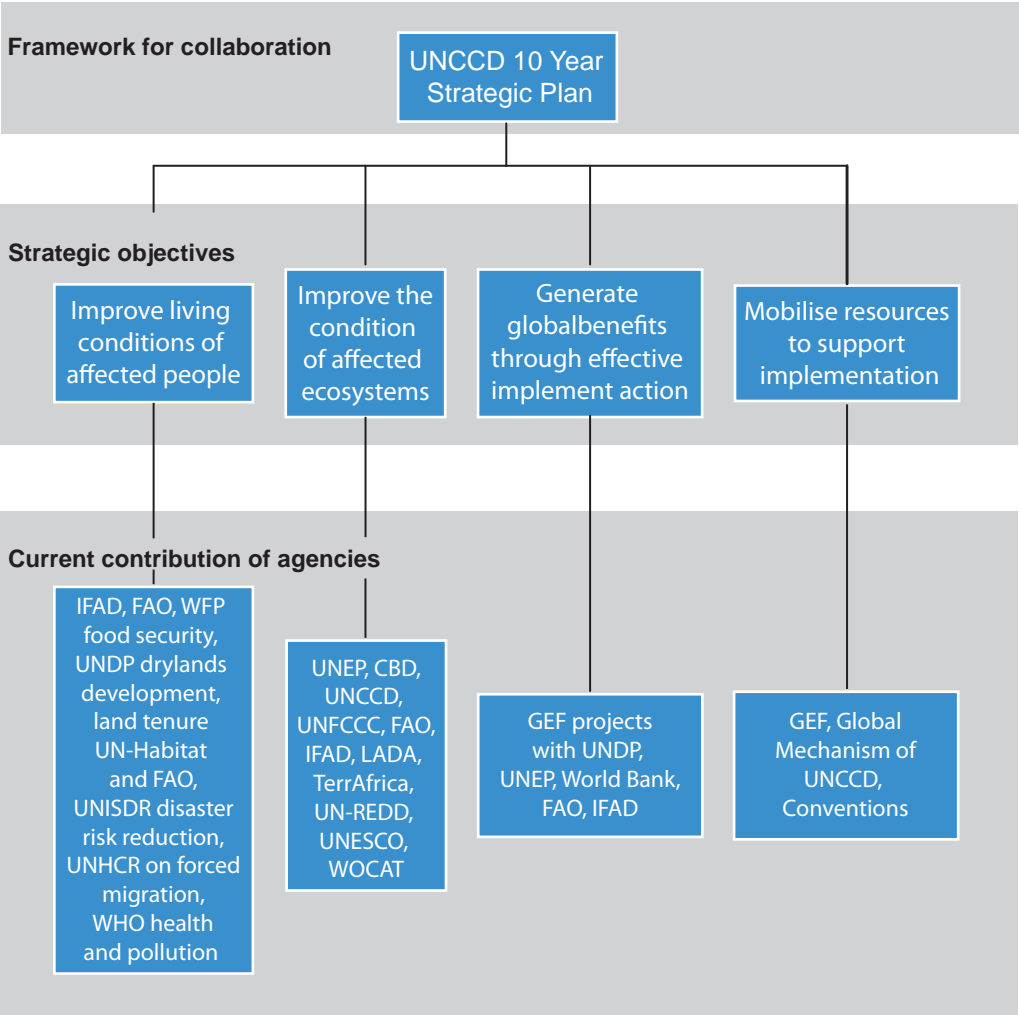 Framework for collaboration
UNCCD 10 Year
Strategic Plan
Strategic objectives
Improve living
conditions of
affected people
Improve the
condition
of affected
ecosystems
Generate
globalbenefits
through effective
implement action
Mobilise resources
to support
implementation
Current contribution of agencies
IFAD, FAO, WFP
food security,
UNDP drylands
development,
land tenure
UN-Habitat
and FAO,
UNISDR disaster
risk reduction,
UNHCR on forced
migration,
WHO health
and pollution
UNEP, CBD,
UNCCD,
UNFCCC, FAO,
IFAD, LADA,
TerrAfrica,
UN-REDD,
UNESCO,
WOCAT
GEF projects
with UNDP,
UNEP, World Bank,
FAO, IFAD
GEF, Global
Mechanism of
UNCCD,
Conventions